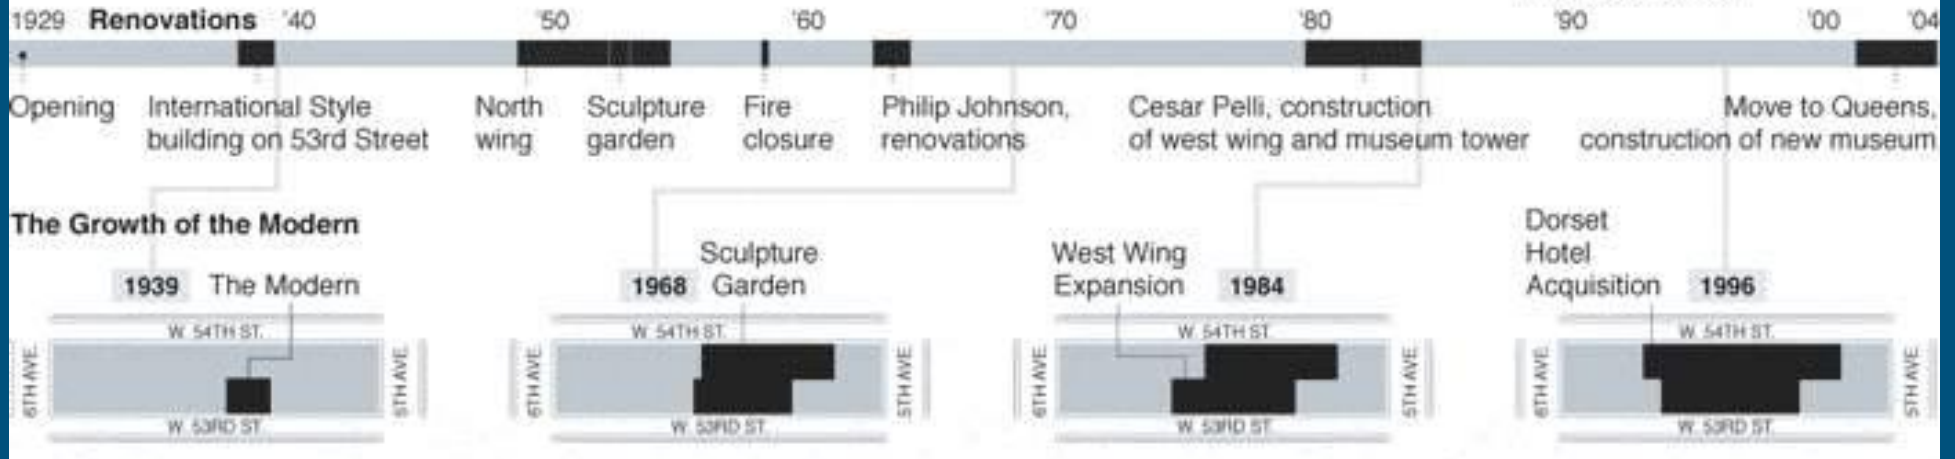 1929 Renovations '40 '50 '60 '70 '80 '90 '00 '04
Opening
International Style
building on 53rd Street
North
wing
Sculpture
garden
Fire
closure
Philip Johnson,
renovations
Cesar Pelli, construction
of west wing and museum tower
Move to Queens,
construction of new museum
The Growth of the Modern
1939 The Modern
W. 54TH ST.
6TH AVE.
5TH AVE.
W. 53RD ST.
1968
Sculpture
Garden
W. 54TH ST.
6TH AVE.
5TH AVE.
W. 53RD ST.
West Wing
Expansion
1984
W. 54TH ST.
6TH AVE.
5TH AVE.
W. 53RD ST.
Dorset
Hotel
Acquisition
1996
W. 54TH ST.
6TH AVE.
5TH AVE.
W. 53RD ST.